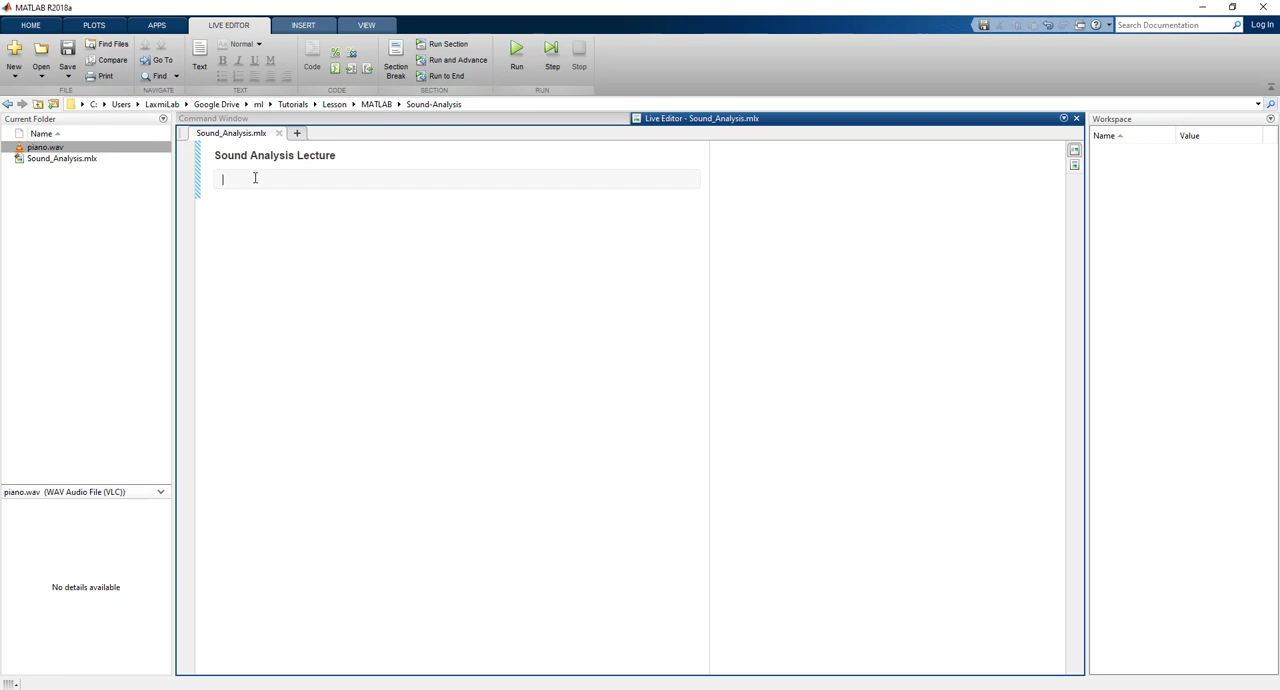 MATLAB R2018a
HOME PLOTS APPS LIVE EDITOR INSERT VIEW Search Documentation Log In
New Open Save Find Files Compare Print
Go To Find
Text Normal B I U M
Code
Section Break Run Section Run and Advance Run to End
Run Step Stop
FILE NAVIGATE TEXT CODE SECTION RUN
C: Users LaxmiLab Google Drive ml Tutorials Lesson MATLAB Sound-Analysis
Current Folder
Name
piano.wav
Sound_Analysis.mlx
piano.wav (WAV Audio File (VLC))
No details available
Command Window
Live Editor - Sound_Analysis.mlx
Sound_Analysis.mlx
Sound Analysis Lecture
Workspace
Name Value